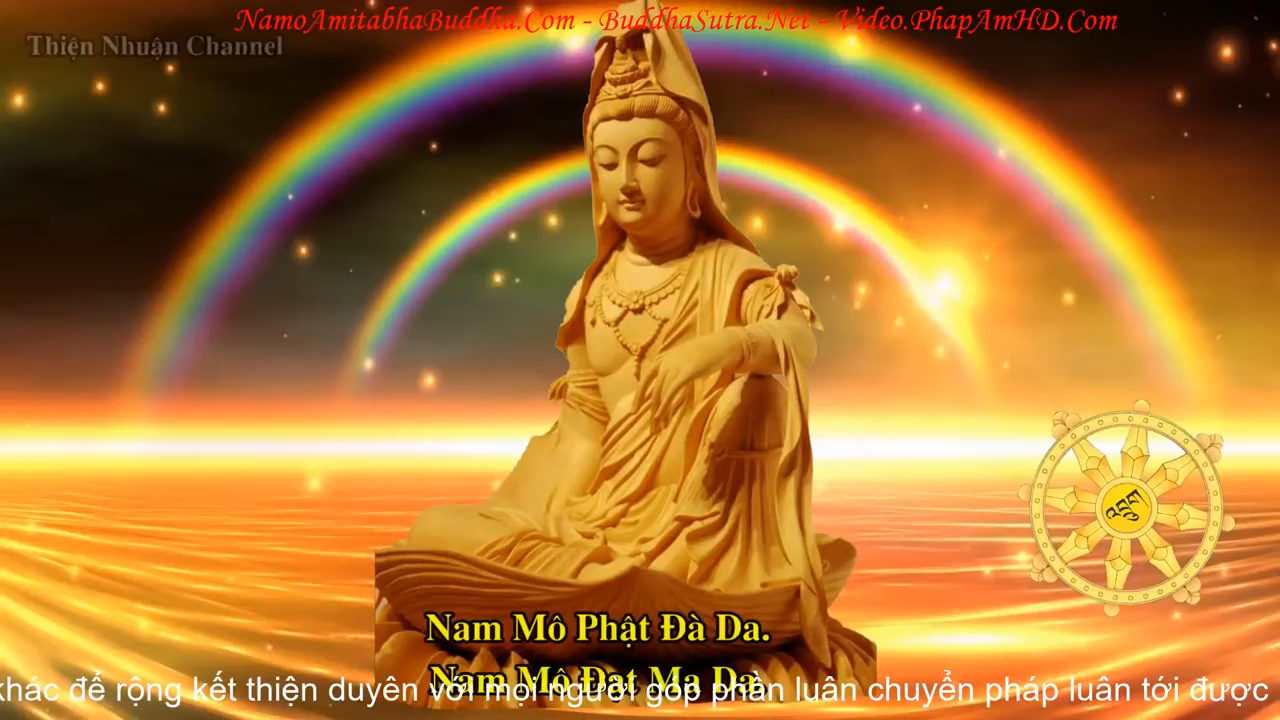 NamoAmitabhaBuddha.Com - BuddhaSutra.Net - Video.PhapAmHD.Com
Thiện Nhuận Channel
Nam Mô Phật Đà Da.
Nam Mô Đạt Ma Da.
khác để rộng kết thiện duyên với mọi người góp phần luân chuyển pháp luân tới được